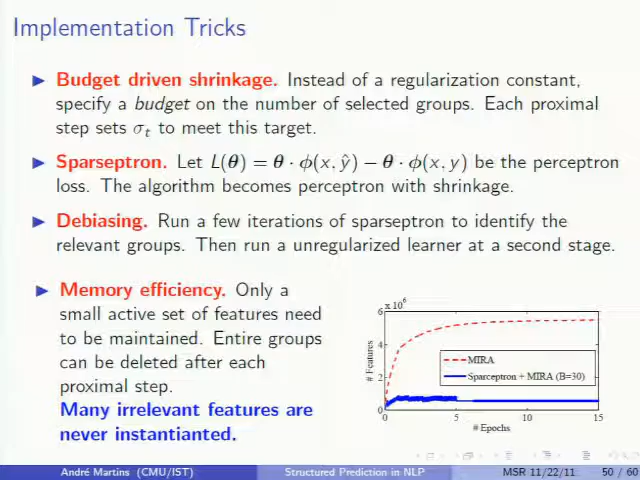 Implementation Tricks
Budget driven shrinkage. Instead of a regularization constant,
specify a budget on the number of selected groups. Each proximal
step sets σt to meet this target.
Sparseptron. Let L(θ) = θ · ϕ(x, ŷ) − θ · ϕ(x, y) be the perceptron
loss. The algorithm becomes perceptron with shrinkage.
Debiasing. Run a few iterations of sparseptron to identify the
relevant groups. Then run a unregularized learner at a second stage.
Memory efficiency. Only a
small active set of features need
to be maintained. Entire groups
can be deleted after each
proximal step.
Many irrelevant features are
never instantianted.
x 10^6
6
4
2
0
# Features
MIRA
Sparceptron + MIRA (B=30)
0 5 10 15
# Epochs
André Martins (CMU/IST) Structured Prediction in NLP MSR 11/22/11 50 / 60